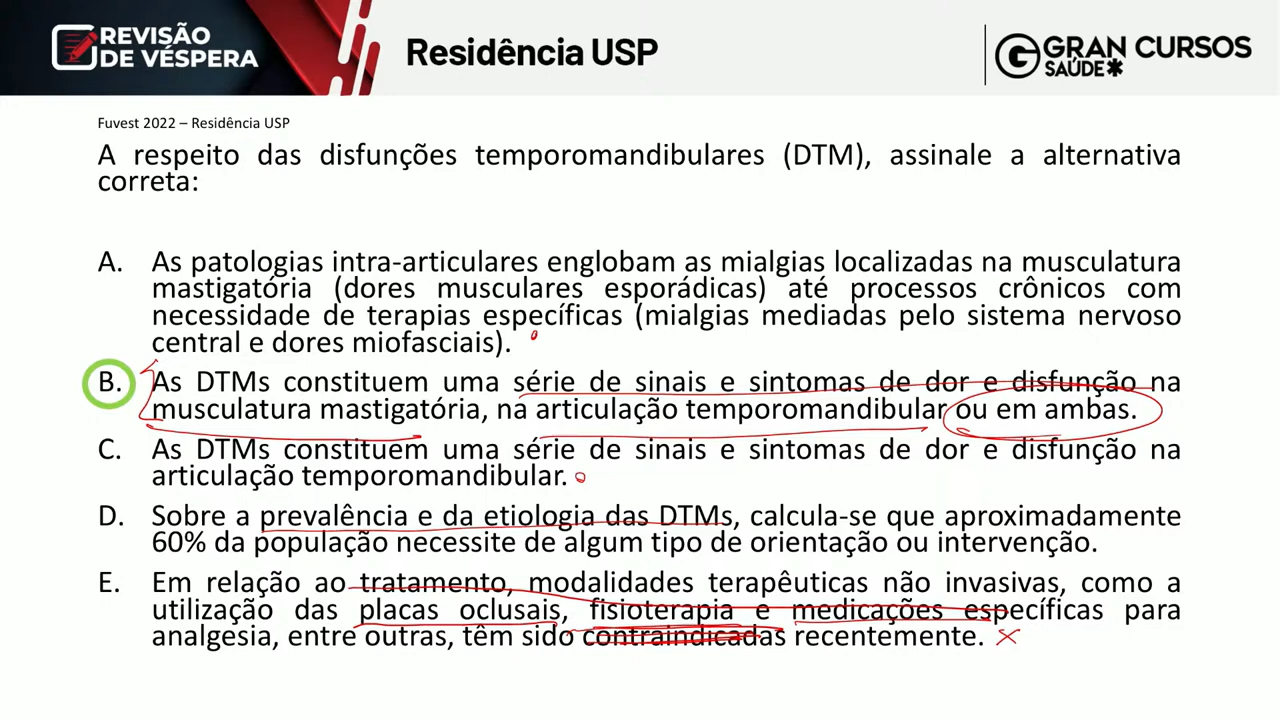 REVISÃO
DE VÉSPERA
Residência USP
GRAN CURSOS
SAÚDE
Fuvest 2022 – Residência USP
A respeito das disfunções temporomandibulares (DTM), assinale a alternativa
correta:
A. As patologias intra-articulares englobam as mialgias localizadas na musculatura
mastigatória (dores musculares esporádicas) até processos crônicos com
necessidade de terapias específicas (mialgias mediadas pelo sistema nervoso
central e dores miofasciais).
B. As DTMs constituem uma série de sinais e sintomas de dor e disfunção na
musculatura mastigatória, na articulação temporomandibular ou em ambas.
C. As DTMs constituem uma série de sinais e sintomas de dor e disfunção na
articulação temporomandibular.
D. Sobre a prevalência e da etiologia das DTMs, calcula-se que aproximadamente
60% da população necessite de algum tipo de orientação ou intervenção.
E. Em relação ao tratamento, modalidades terapêuticas não invasivas, como a
utilização das placas oclusais, fisioterapia e medicações específicas para
analgesia, entre outras, têm sido contraindicadas recentemente.